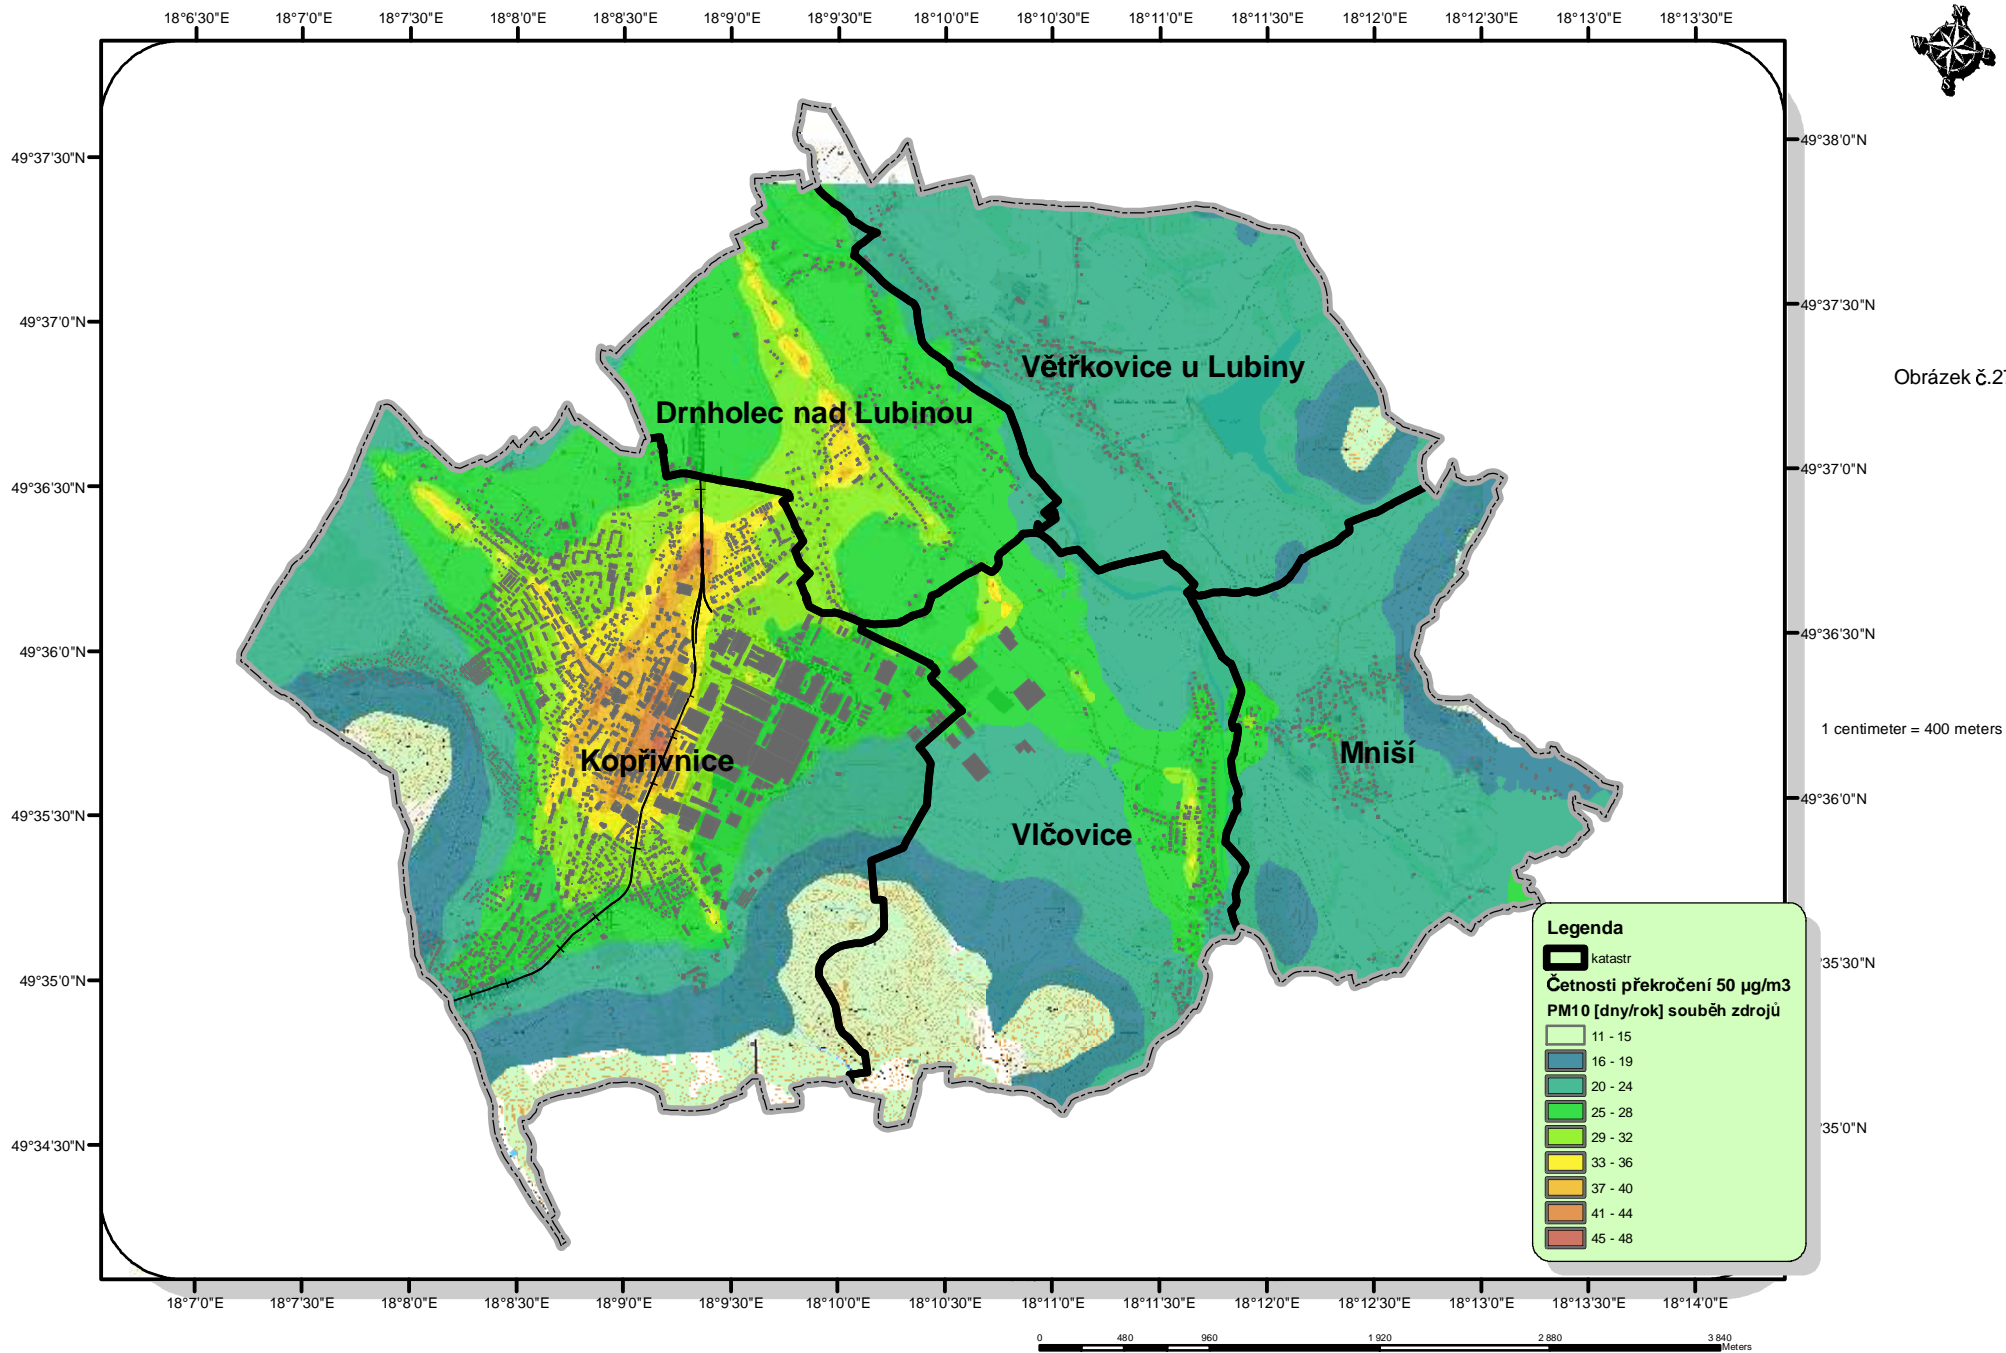 18°6'30"E 18°7'0"E 18°7'30"E 18°8'0"E 18°8'30"E 18°9'0"E 18°9'30"E 18°10'0"E 18°10'30"E 18°11'0"E 18°11'30"E 18°12'0"E 18°12'30"E 18°13'0"E 18°13'30"E
49°37'30"N
49°37'0"N
49°36'30"N
49°36'0"N
49°35'30"N
49°35'0"N
49°34'30"N
49°38'0"N
49°37'30"N
49°37'0"N
49°36'30"N
49°36'0"N
35'30"N
35'0"N
Obrázek č.27
1 centimeter = 400 meters
Větřkovice u Lubiny
Drnholec nad Lubinou
Kopřivnice
Mniší
Vlčovice
Legenda
katastr
Četnosti překročení 50 µg/m3
PM10 [dny/rok] souběh zdrojů
11 - 15
16 - 19
20 - 24
25 - 28
29 - 32
33 - 36
37 - 40
41 - 44
45 - 48
18°7'0"E 18°7'30"E 18°8'0"E 18°8'30"E 18°9'0"E 18°9'30"E 18°10'0"E 18°10'30"E 18°11'0"E 18°11'30"E 18°12'0"E 18°12'30"E 18°13'0"E 18°13'30"E 18°14'0"E
0 480 960 1 920 2 880 3 840
Meters